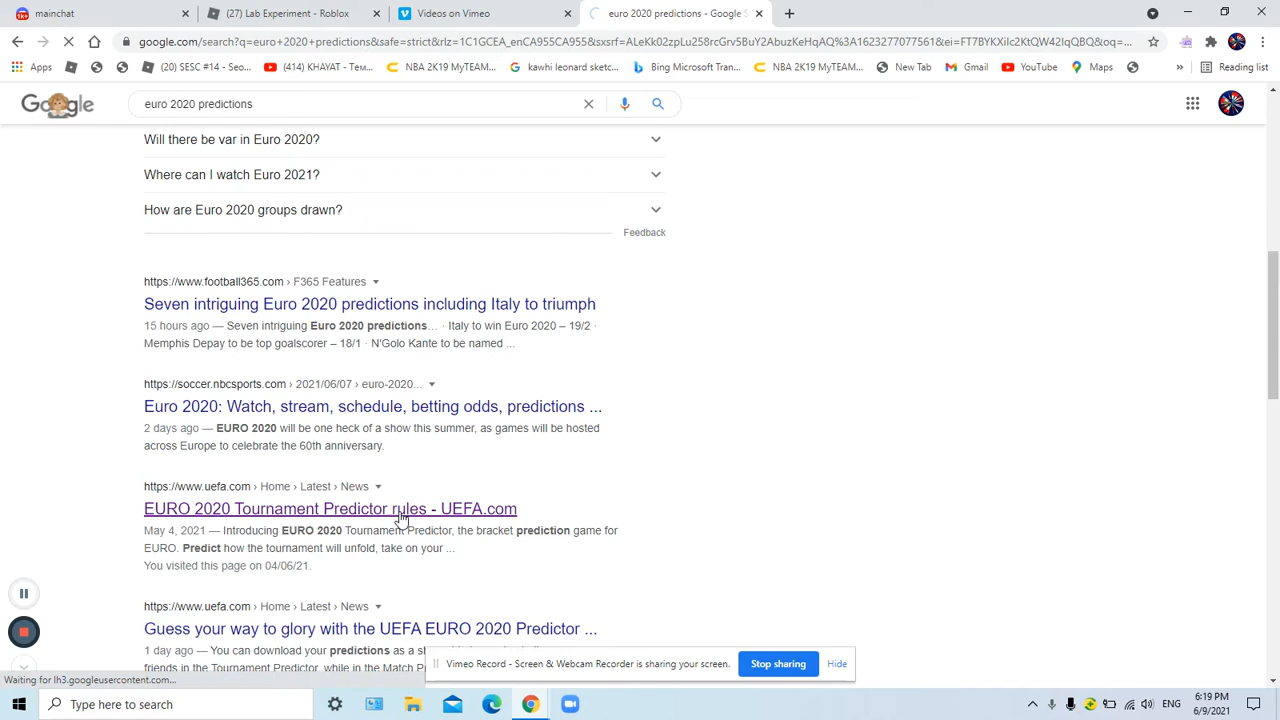 1k+ mainchat
(27) Lab Experiment - Roblox
Videos on Vimeo
euro 2020 predictions - Google S
google.com/search?q=euro+2020+predictions&safe=strict&rlz=1C1GCEA_enCA955CA955&sxsrf=ALeKk02zpLu258rcGrv5BuY2AbuzKeHqAQ%3A1623277077561&ei=FT7BYKXilc2KtQW42IqQBQ&oq=...
Apps
(20) SESC #14 - Seo...
(414) KHAYAT - Тем...
NBA 2K19 MyTEAM...
kawhi leonard sketc...
Bing Microsoft Tran...
NBA 2K19 MyTEAM...
New Tab
Gmail
YouTube
Maps
»
Reading list
Google
euro 2020 predictions
Will there be var in Euro 2020?
Where can I watch Euro 2021?
How are Euro 2020 groups drawn?
Feedback
https://www.football365.com › F365 Features
Seven intriguing Euro 2020 predictions including Italy to triumph
15 hours ago — Seven intriguing Euro 2020 predictions... · Italy to win Euro 2020 – 19/2 ·
Memphis Depay to be top goalscorer – 18/1 · N'Golo Kante to be named ...
https://soccer.nbcsports.com › 2021/06/07 › euro-2020...
Euro 2020: Watch, stream, schedule, betting odds, predictions ...
2 days ago — EURO 2020 will be one heck of a show this summer, as games will be hosted
across Europe to celebrate the 60th anniversary.
https://www.uefa.com › Home › Latest › News
EURO 2020 Tournament Predictor rules - UEFA.com
May 4, 2021 — Introducing EURO 2020 Tournament Predictor, the bracket prediction game for
EURO. Predict how the tournament will unfold, take on your ...
You visited this page on 04/06/21.
https://www.uefa.com › Home › Latest › News
Guess your way to glory with the UEFA EURO 2020 Predictor ...
1 day ago — You can download your predictions as a
friends in the Tournament Predictor, while in the Match
Vimeo Record - Screen & Webcam Recorder is sharing your screen.
Stop sharing
Hide
Waiting for lh3.googleusercontent.com...
Type here to search
ENG
6:19 PM
6/9/2021